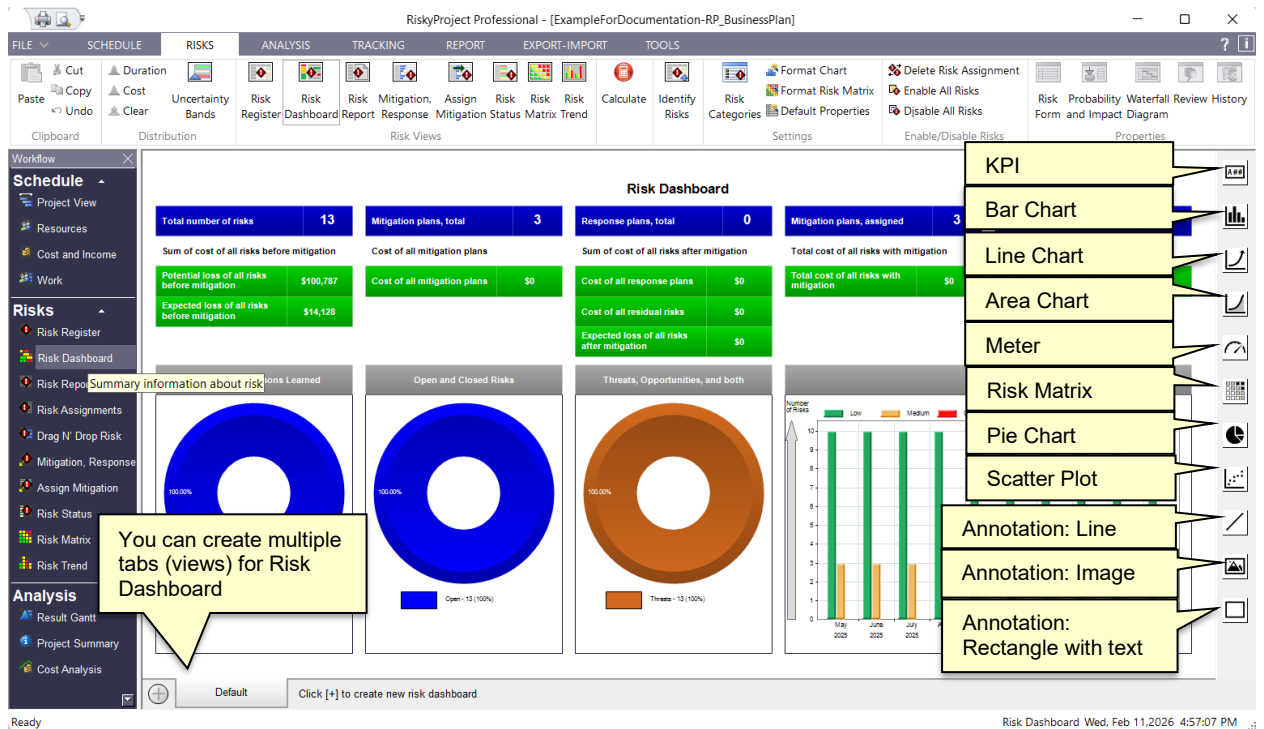 RiskyProject Professional - [ExampleForDocumentation-RP_BusinessPlan]
FILE SCHEDULE RISKS ANALYSIS TRACKING REPORT EXPORT-IMPORT TOOLS ? i
Paste
Cut
Copy
Undo
Clipboard
Duration
Cost
Clear
Uncertainty
Bands
Distribution
Risk
Register
Risk
Dashboard
Risk
Report
Mitigation,
Response
Assign
Mitigation
Risk
Status
Risk
Matrix
Risk
Trend
Risk Views
Calculate
Identify
Risks
Risk
Categories
Format Chart
Format Risk Matrix
Default Properties
Settings
Delete Risk Assignment
Enable All Risks
Disable All Risks
Enable/Disable Risks
Risk
Form
Probability
and Impact
Waterfall
Diagram
Review
History
Properties
Workflow
Schedule
Project View
Resources
Cost and Income
Work
Risks
Risk Register
Risk Dashboard
Risk Repo
Summary information about risk
Risk Assignments
Drag N' Drop Risk
Mitigation, Response
Assign Mitigation
Risk Status
Risk Matrix
Risk Trend
Analysis
Result Gantt
Project Summary
Cost Analysis
Risk Dashboard
Total number of risks 13
Sum of cost of all risks before mitigation
Potential loss of all risks
before mitigation
$100,787
Expected loss of all risks
before mitigation
$14,128
Mitigation plans, total 3
Cost of all mitigation plans
Cost of all mitigation plans $0
Response plans, total 0
Sum of cost of all risks after mitigation
Cost of all response plans $0
Cost of all residual risks $0
Expected loss of all risks
after mitigation
$0
Mitigation plans, assigned 3
Total cost of all risks with mitigation
Total cost of all risks with
mitigation
$0
ons Learned
100.00%
Open and Closed Risks
100.00%
Open - 13 (100%)
Threats, Opportunities, and both
100.00%
Threats - 13 (100%)
Number
of Risks
Low Medium
10
9
8
7
6
5
4
3
2
1
0
May
2025
June
2025
July
2025
A
KPI
A ##
Bar Chart
Line Chart
Area Chart
Meter
Risk Matrix
Pie Chart
Scatter Plot
Annotation: Line
Annotation: Image
Annotation:
Rectangle with text
You can create multiple
tabs (views) for Risk
Dashboard
Default
Click [+] to create new risk dashboard
Ready
Risk Dashboard Wed, Feb 11,2026 4:57:07 PM